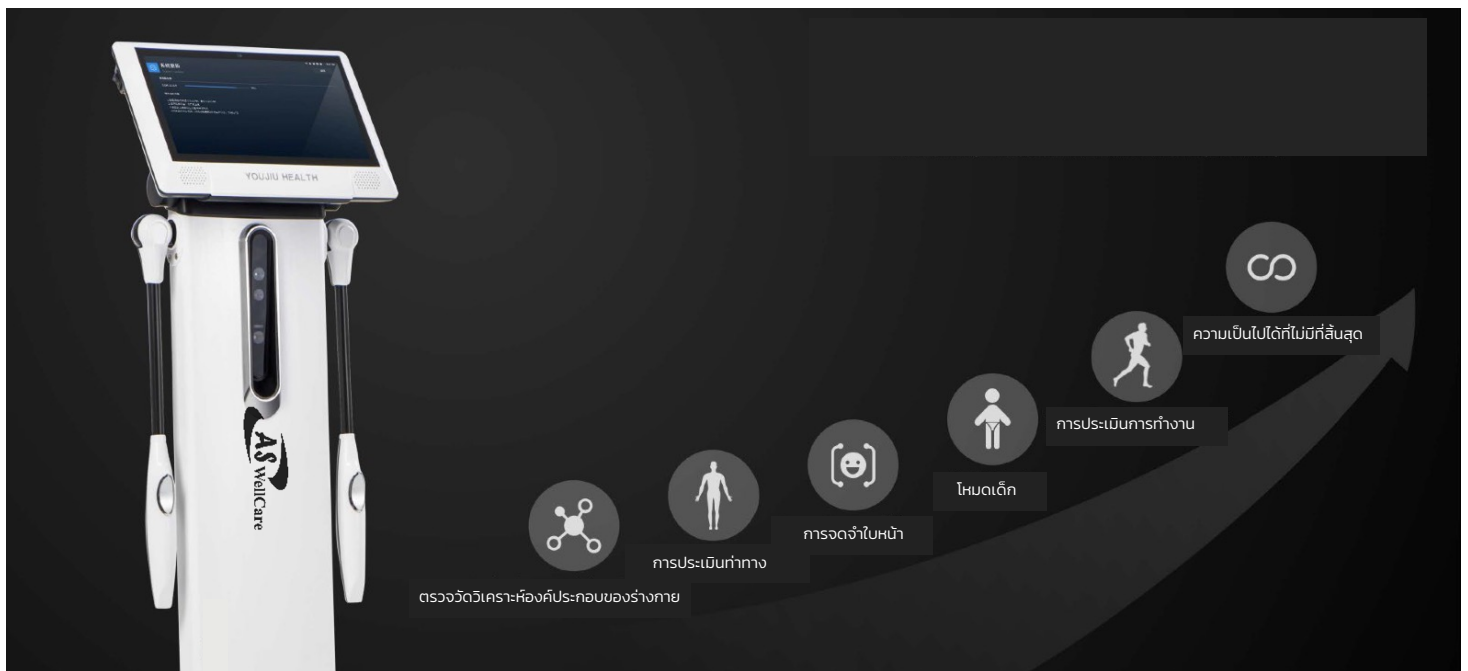 YOUJIU HEALTH
AS
WellCare
ความเป็นไปได้ที่ไม่มีที่สิ้นสุด
การประเมินการทำงาน
โหมดเด็ก
การจดจำใบหน้า
การประเมินท่าทาง
ตรวจวัดวิเคราะห์องค์ประกอบของร่างกาย